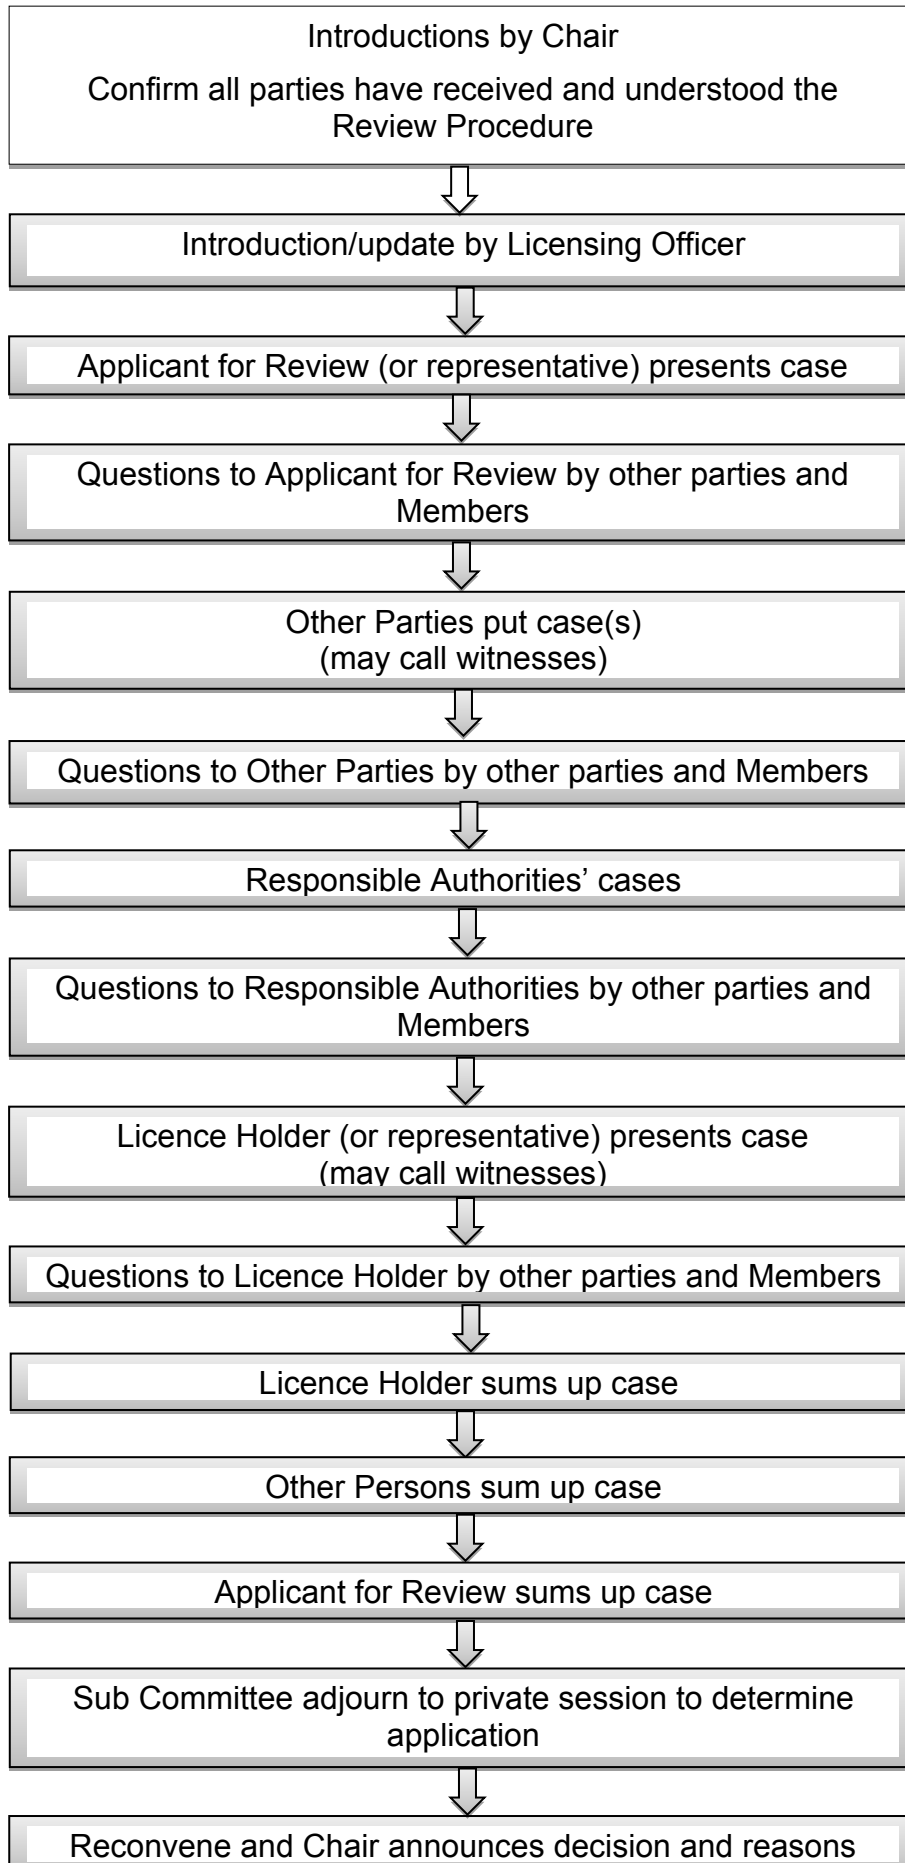 Introductions by Chair
Confirm all parties have received and understood the
Review Procedure
Introduction/update by Licensing Officer
Applicant for Review (or representative) presents case
Questions to Applicant for Review by other parties and
Members
Other Parties put case(s)
(may call witnesses)
Questions to Other Parties by other parties and Members
Responsible Authorities’ cases
Questions to Responsible Authorities by other parties and
Members
Licence Holder (or representative) presents case
(may call witnesses)
Questions to Licence Holder by other parties and Members
Licence Holder sums up case
Other Persons sum up case
Applicant for Review sums up case
Sub Committee adjourn to private session to determine
application
Reconvene and Chair announces decision and reasons